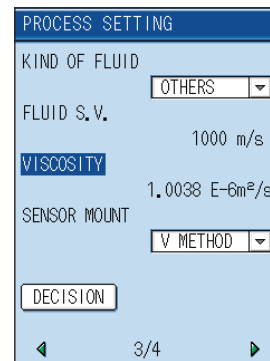 PROCESS SETTING
KIND OF FLUID
OTHERS
FLUID S.V.
1000 m/s
VISCOSITY
1.0038 E-6m²/s
SENSOR MOUNT
V METHOD
DECISION
3/4